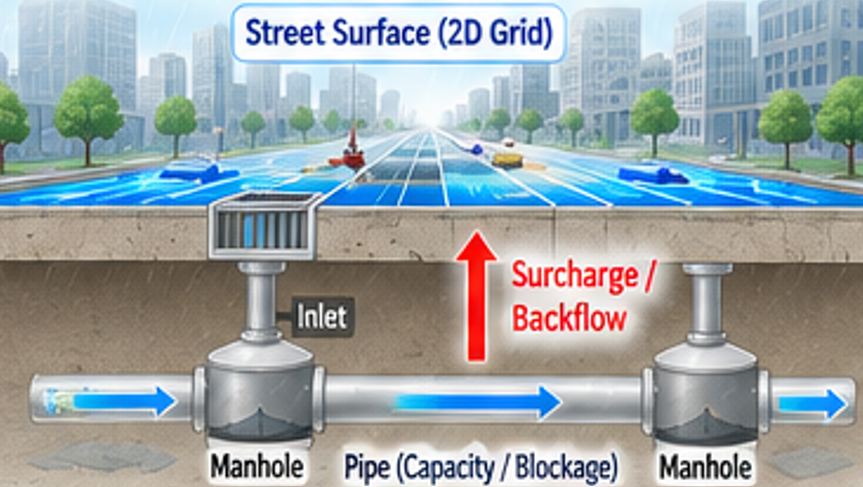 Street Surface (2D Grid)
Surcharge /
Backflow
Inlet
Manhole
Pipe (Capacity / Blockage)
Manhole